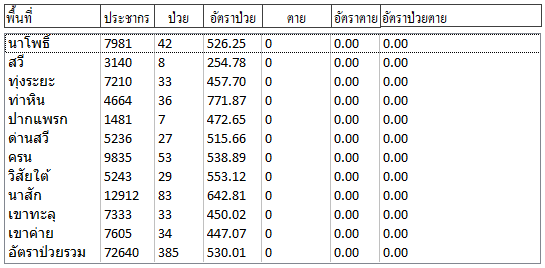 พื้นที่ ประชากร ป่วย อัตราป่วย ตาย อัตราตาย อัตราป่วยตาย
นาโพธิ์ 7981 42 526.25 0 0.00 0.00
สวี 3140 8 254.78 0 0.00 0.00
ทุ่งระยะ 7210 33 457.70 0 0.00 0.00
ท่าหิน 4664 36 771.87 0 0.00 0.00
ปากแพรก 1481 7 472.65 0 0.00 0.00
ด่านสวี 5236 27 515.66 0 0.00 0.00
ครน 9835 53 538.89 0 0.00 0.00
วิสัยใต้ 5243 29 553.12 0 0.00 0.00
นาสัก 12912 83 642.81 0 0.00 0.00
เขาทะลุ 7333 33 450.02 0 0.00 0.00
เขาค่าย 7605 34 447.07 0 0.00 0.00
อัตราป่วยรวม 72640 385 530.01 0 0.00 0.00